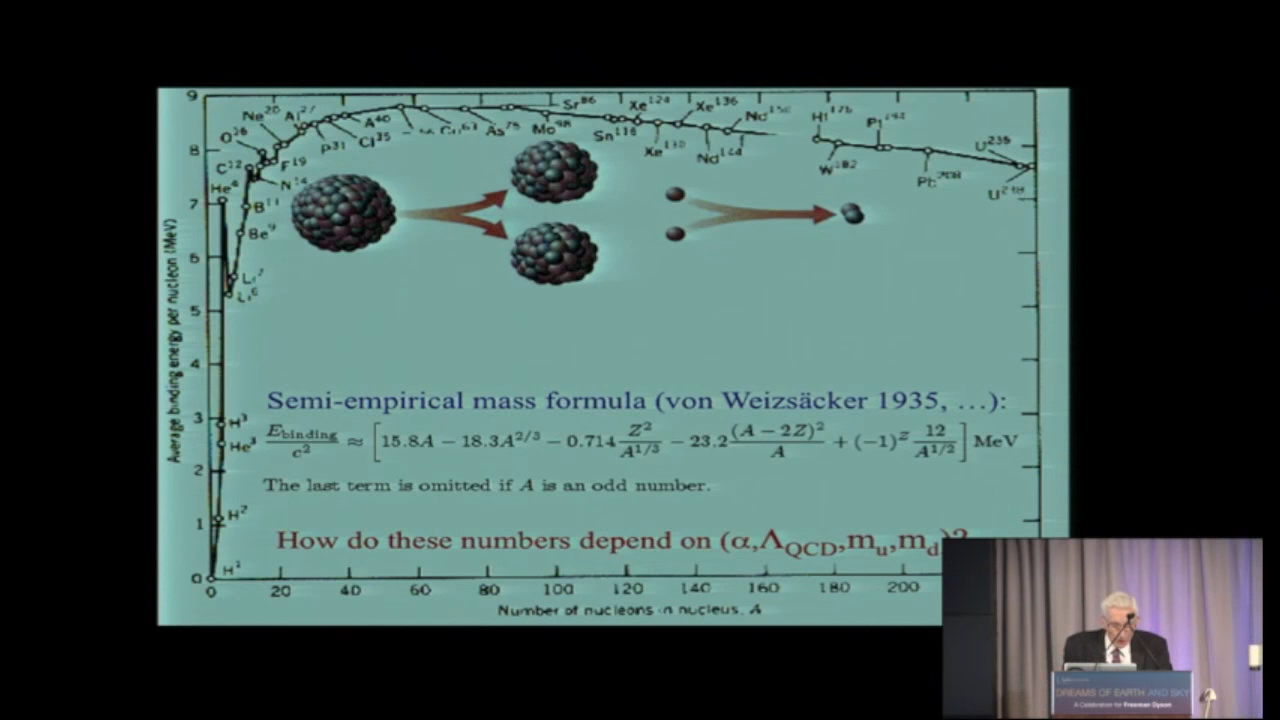 9
8
7
6
5
4
3
2
1
0
Average binding energy per nucleon (MeV)
Ne²⁰
Al²⁷
O¹⁶
C¹²
He⁴
F¹⁹
N¹⁴
P³¹
Cl³⁵
A⁴⁰
As⁷⁵
Sr⁸⁶
Mo⁹⁸
Sn¹¹⁶
Xe¹²⁴
Xe¹³⁰
Xe¹³⁶
Nd¹⁴⁴
Nd¹⁵⁰
W¹⁸²
Pb²⁰⁸
U²³⁵
U²³⁸
B¹¹
Be⁹
Li⁷
Li⁶
H³
He³
H²
H¹
Semi-empirical mass formula (von Weizsäcker 1935, …):
E_binding/c² ≈ [15.8A − 18.3A^2/3 − 0.714 Z²/A^1/3 − 23.2 (A − 2Z)²/A + (−1)^Z 12/A^1/2] MeV
The last term is omitted if A is an odd number.
How do these numbers depend on (α,Λ_QCD,m_u,m_d)?
0 20 40 60 80 100 120 140 160 180 200
Number of nucleons in nucleus, A
DREAMS OF EARTH AND SKY
A Celebration for Freeman Dyson